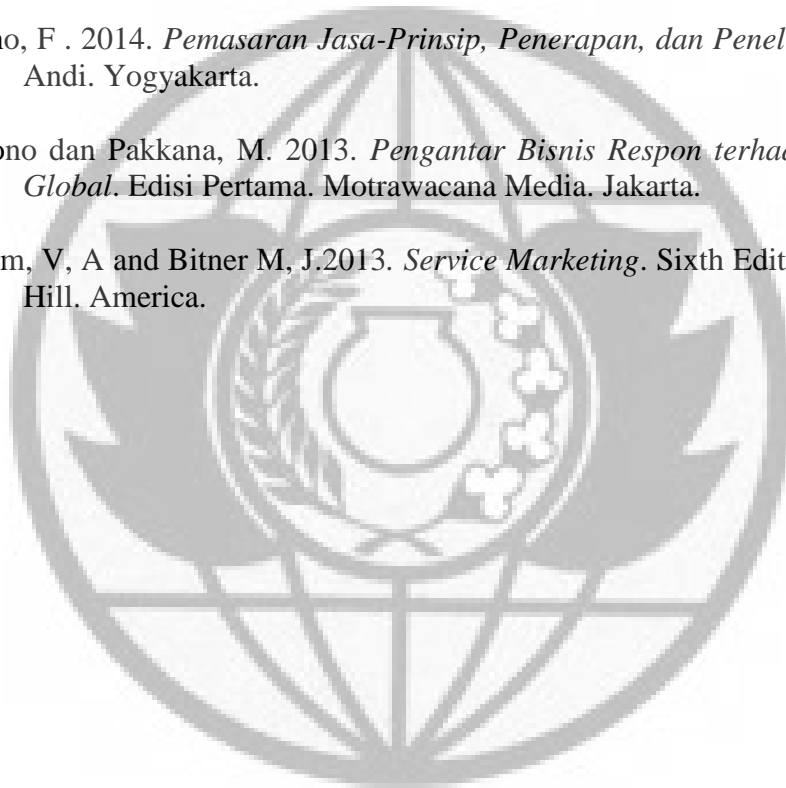 no, F . 2014. Pemasaran Jasa-Prinsip, Penerapan, dan Penel
Andi. Yogyakarta.
ono dan Pakkana, M. 2013. Pengantar Bisnis Respon terhad
Global. Edisi Pertama. Motrawacana Media. Jakarta.
m, V, A and Bitner M, J.2013. Service Marketing. Sixth Edit
Hill. America.